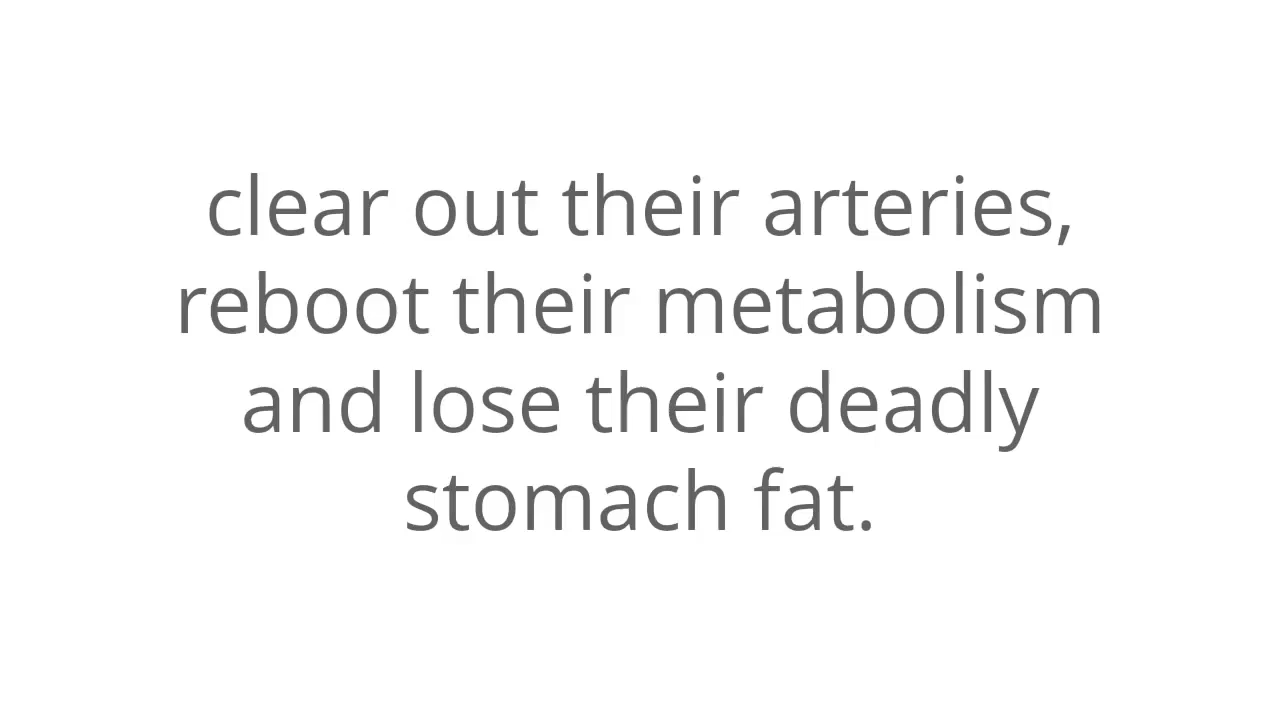 clear out their arteries,
reboot their metabolism
and lose their deadly
stomach fat.